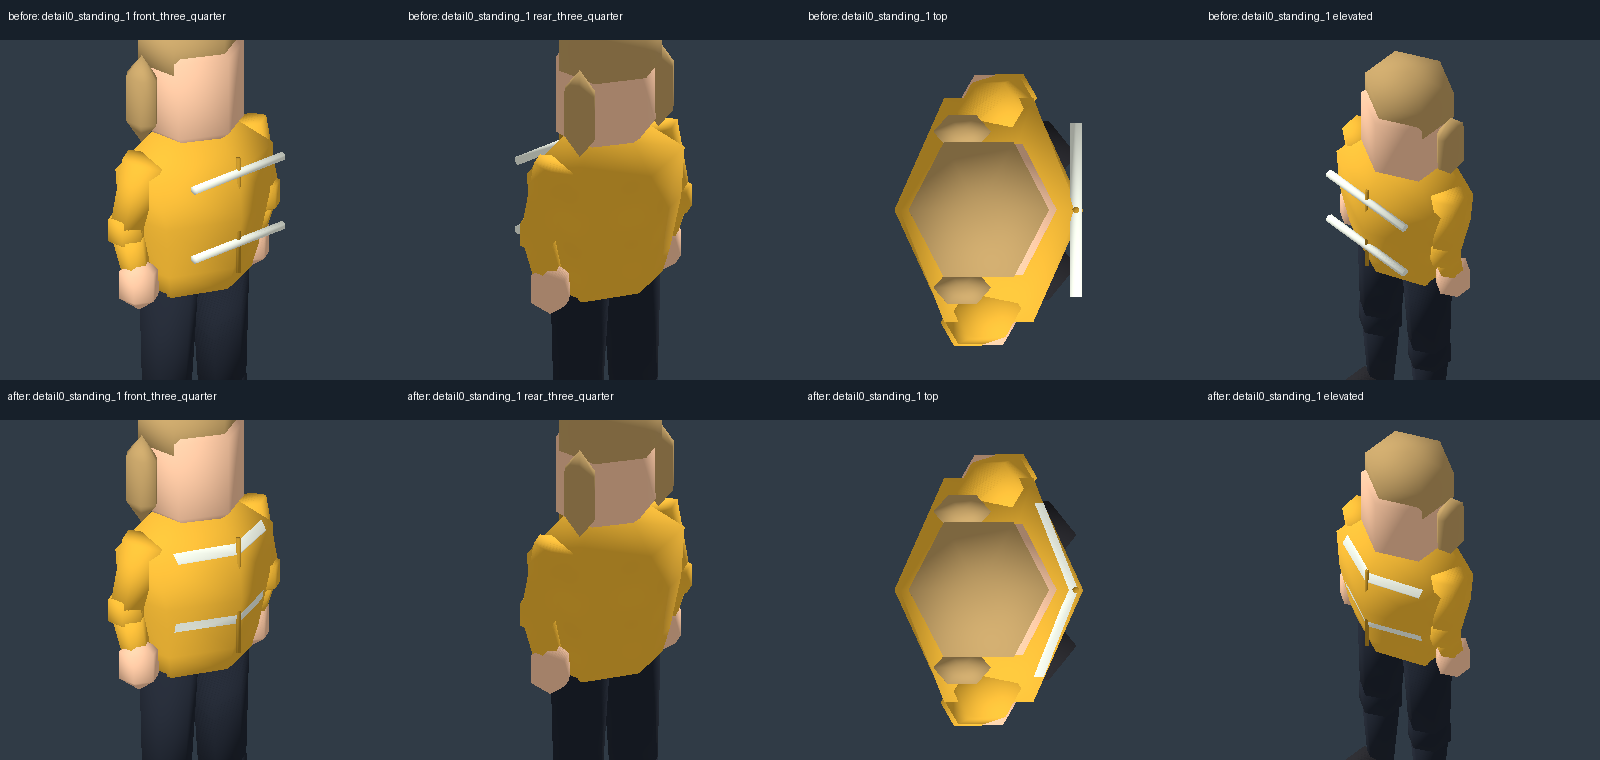 before: detail0_standing_1 front_three_quarter
before: detail0_standing_1 rear_three_quarter
before: detail0_standing_1 top
before: detail0_standing_1 elevated
after: detail0_standing_1 front_three_quarter
after: detail0_standing_1 rear_three_quarter
after: detail0_standing_1 top
after: detail0_standing_1 elevated